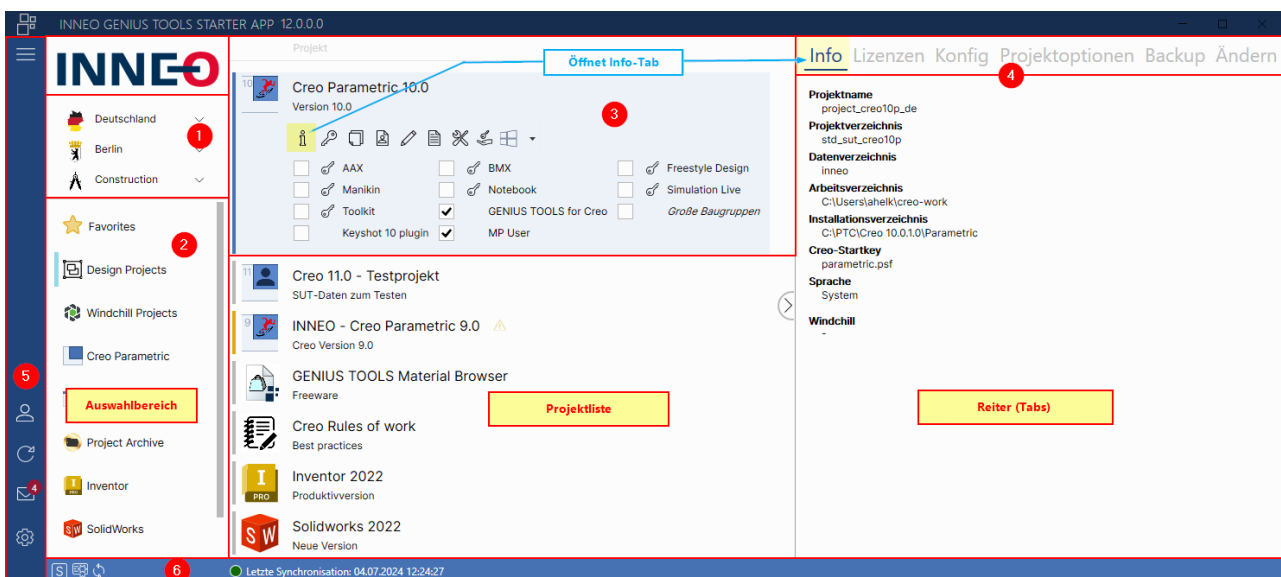 INNEO GENIUS TOOLS STARTER APP 12.0.0.0
INNEO
Deutschland
1
Berlin
Construction
Favorites
2
Design Projects
Windchill Projects
Creo Parametric
5
Auswahlbereich
Project Archive
4
Inventor
SolidWorks
Projekt
Öffnet Info-Tab
10
Creo Parametric 10.0
Version 10.0
3
AAX
BMX
Freestyle Design
Manikin
Notebook
Simulation Live
Toolkit
GENIUS TOOLS for Creo
Große Baugruppen
Keyshot 10 plugin
MP User
11
Creo 11.0 - Testprojekt
SUT-Daten zum Testen
9
INNEO - Creo Parametric 9.0
Creo Version 9.0
GENIUS TOOLS Material Browser
Freeware
Projektliste
Creo Rules of work
Best practices
I
PRO
Inventor 2022
Produktivversion
SW
Solidworks 2022
Neue Version
Info Lizenzen Konfig Projektoptionen Backup Ändern
4
Projektname
project_creo10p_de
Projektverzeichnis
std_sut_creo10p
Datenverzeichnis
inneo
Arbeitsverzeichnis
C:\Users\ahelk\creo-work
Installationsverzeichnis
C:\PTC\Creo 10.0.1.0\Parametric
Creo-Startkey
parametric.psf
Sprache
System
Windchill
-
Reiter (Tabs)
S
6
Letzte Synchronisation: 04.07.2024 12:24:27